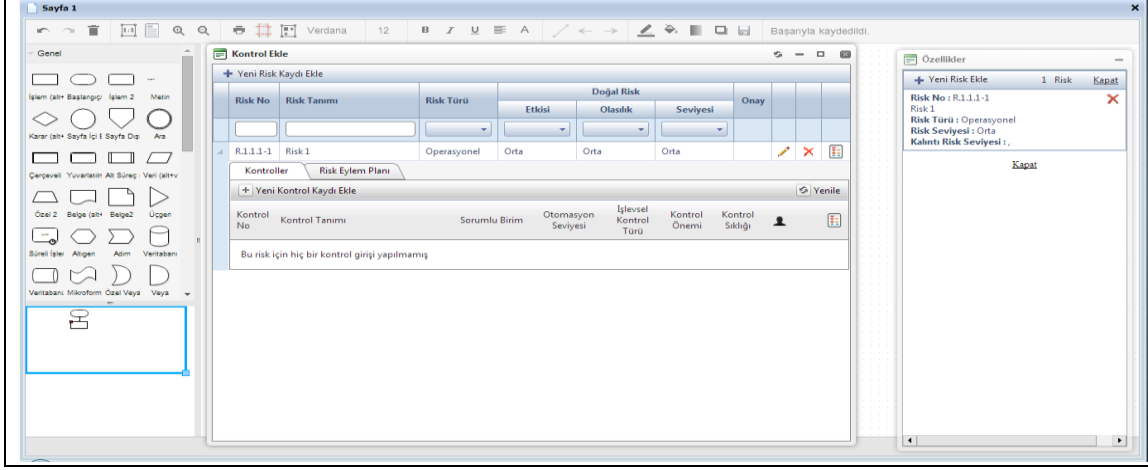 Sayfa 1
Verdana 12 B I U A Başarıyla kaydedildi.
Genel
İşlem (alt+ Başlangıç/ İşlem 2 Metin
Karar (alt+ Sayfa İçi E Sayfa Dışı Ara
Çerçeveli Yuvarlatılm Alt Süreç Veri (alt+v
Özel 2 Belge (alt+ Belge2 Üçgen
Süreli İşler Altıgen Adım Veritabanı
Veritabanı Mikroform Özel Veya Veya
Kontrol Ekle
Yeni Risk Kaydı Ekle
Risk No Risk Tanımı Risk Türü Doğal Risk Onay
Etkisi Olasılık Seviyesi
R.1.1.1-1 Risk 1 Operasyonel Orta Orta Orta
Kontroller Risk Eylem Planı
Yeni Kontrol Kaydı Ekle Yenile
Kontrol No Kontrol Tanımı Sorumlu Birim Otomasyon Seviyesi İşlevsel Kontrol Türü Kontrol Önemi Kontrol Sıklığı
Bu risk için hiç bir kontrol girişi yapılmamış
Özellikler
Yeni Risk Ekle 1 Risk Kapat
Risk No : R.1.1.1-1
Risk 1
Risk Türü : Operasyonel
Risk Seviyesi : Orta
Kalıntı Risk Seviyesi : ,
Kapat